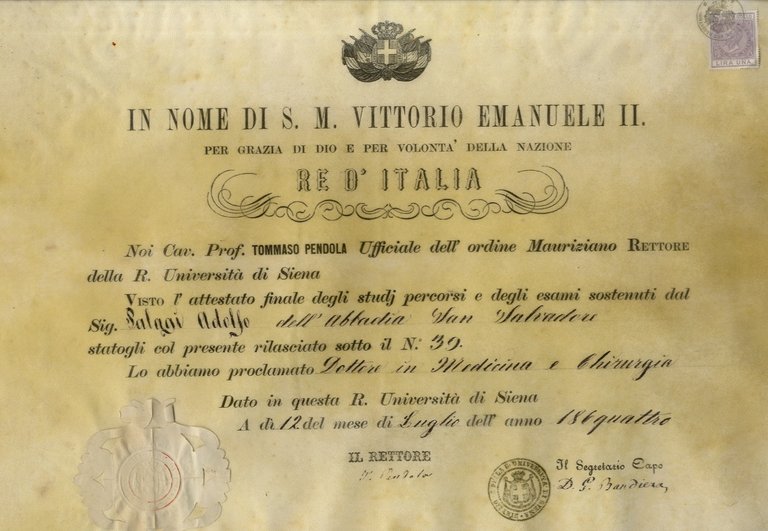 LIRA UNA
IN NOME DI S. M. VITTORIO EMANUELE II.
PER GRAZIA DI DIO E PER VOLONTA' DELLA NAZIONE
RE D' ITALIA
Noi Cav. Prof. TOMMASO PENDOLA Ufficiale dell' ordine Mauriziano RETTORE
della R. Università di Siena
VISTO l' attestato finale degli studj percorsi e degli esami sostenuti dal
Sig. Palagi Adolfo dell' Abbadia San Salvadore
statogli col presente rilasciato sotto il N.° 39.
Lo abbiamo proclamato Dottore in Medicina e Chirurgia
Dato in questa R. Università di Siena
A dì 12 del mese di Luglio dell' anno 186quattro
IL RETTORE
T. Pendola
Il Segretario Capo
D. G. Bandiera